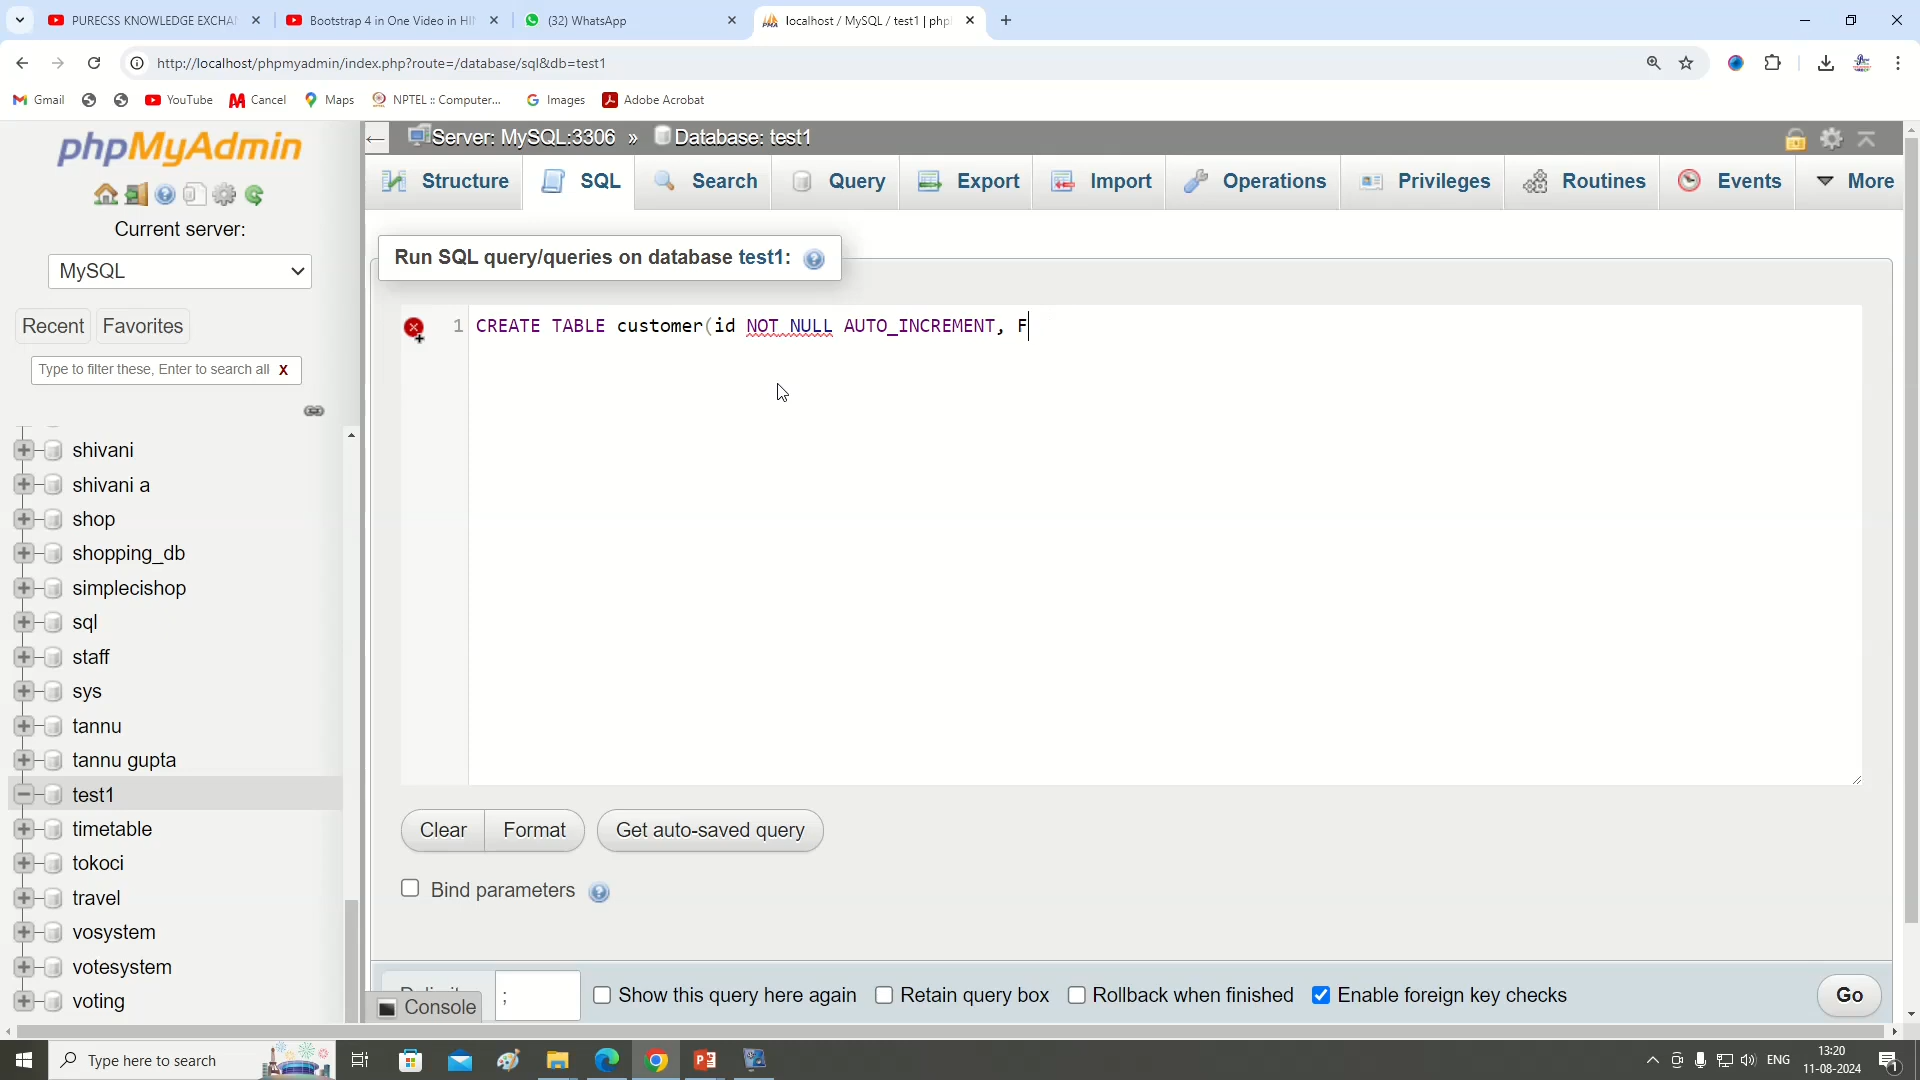 PURECSS KNOWLEDGE EXCHAN
Bootstrap 4 in One Video in HIN
(32) WhatsApp
localhost / MySQL / test1 | php
http://localhost/phpmyadmin/index.php?route=/database/sql&db=test1
Gmail
YouTube
Cancel
Maps
NPTEL :: Computer...
Images
Adobe Acrobat
phpMyAdmin
Current server:
MySQL
Recent
Favorites
Type to filter these, Enter to search all
X
shivani
shivani a
shop
shopping_db
simplecishop
sql
staff
sys
tannu
tannu gupta
test1
timetable
tokoci
travel
vosystem
votesystem
voting
Server: MySQL:3306 » Database: test1
Structure
SQL
Search
Query
Export
Import
Operations
Privileges
Routines
Events
More
Run SQL query/queries on database test1:
1 CREATE TABLE customer(id NOT NULL AUTO_INCREMENT, F
Clear
Format
Get auto-saved query
Bind parameters
;
Show this query here again
Retain query box
Rollback when finished
Enable foreign key checks
Go
Console
Type here to search
ENG
13:20
11-08-2024
1